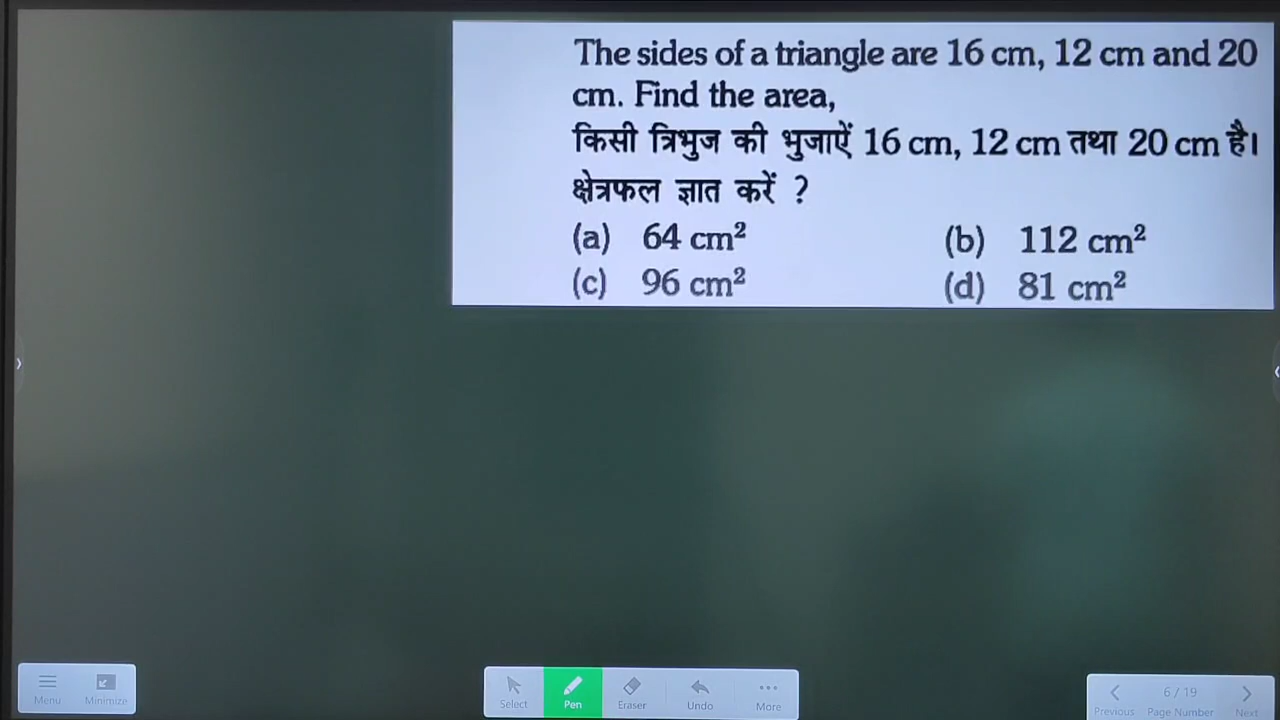 The sides of a triangle are 16 cm, 12 cm and 20
cm. Find the area,
किसी त्रिभुज की भुजाऐं 16 cm, 12 cm तथा 20 cm है।
क्षेत्रफल ज्ञात करें ?
(a) 64 cm² (b) 112 cm²
(c) 96 cm² (d) 81 cm²
Menu Minimize Select Pen Eraser Undo More 6 / 19
Previous Page Number Next